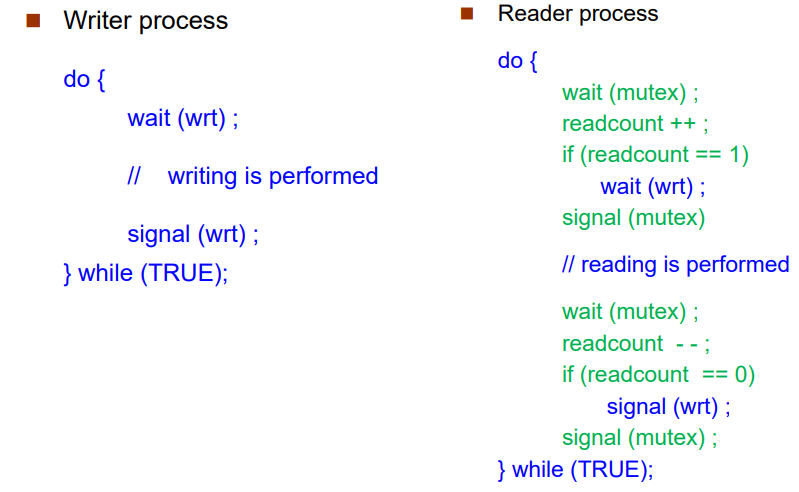 Writer process
do {
wait (wrt) ;
// writing is performed
signal (wrt) ;
} while (TRUE);
Reader process
do {
wait (mutex) ;
readcount ++ ;
if (readcount == 1)
wait (wrt) ;
signal (mutex)
// reading is performed
wait (mutex) ;
readcount - - ;
if (readcount == 0)
signal (wrt) ;
signal (mutex) ;
} while (TRUE);